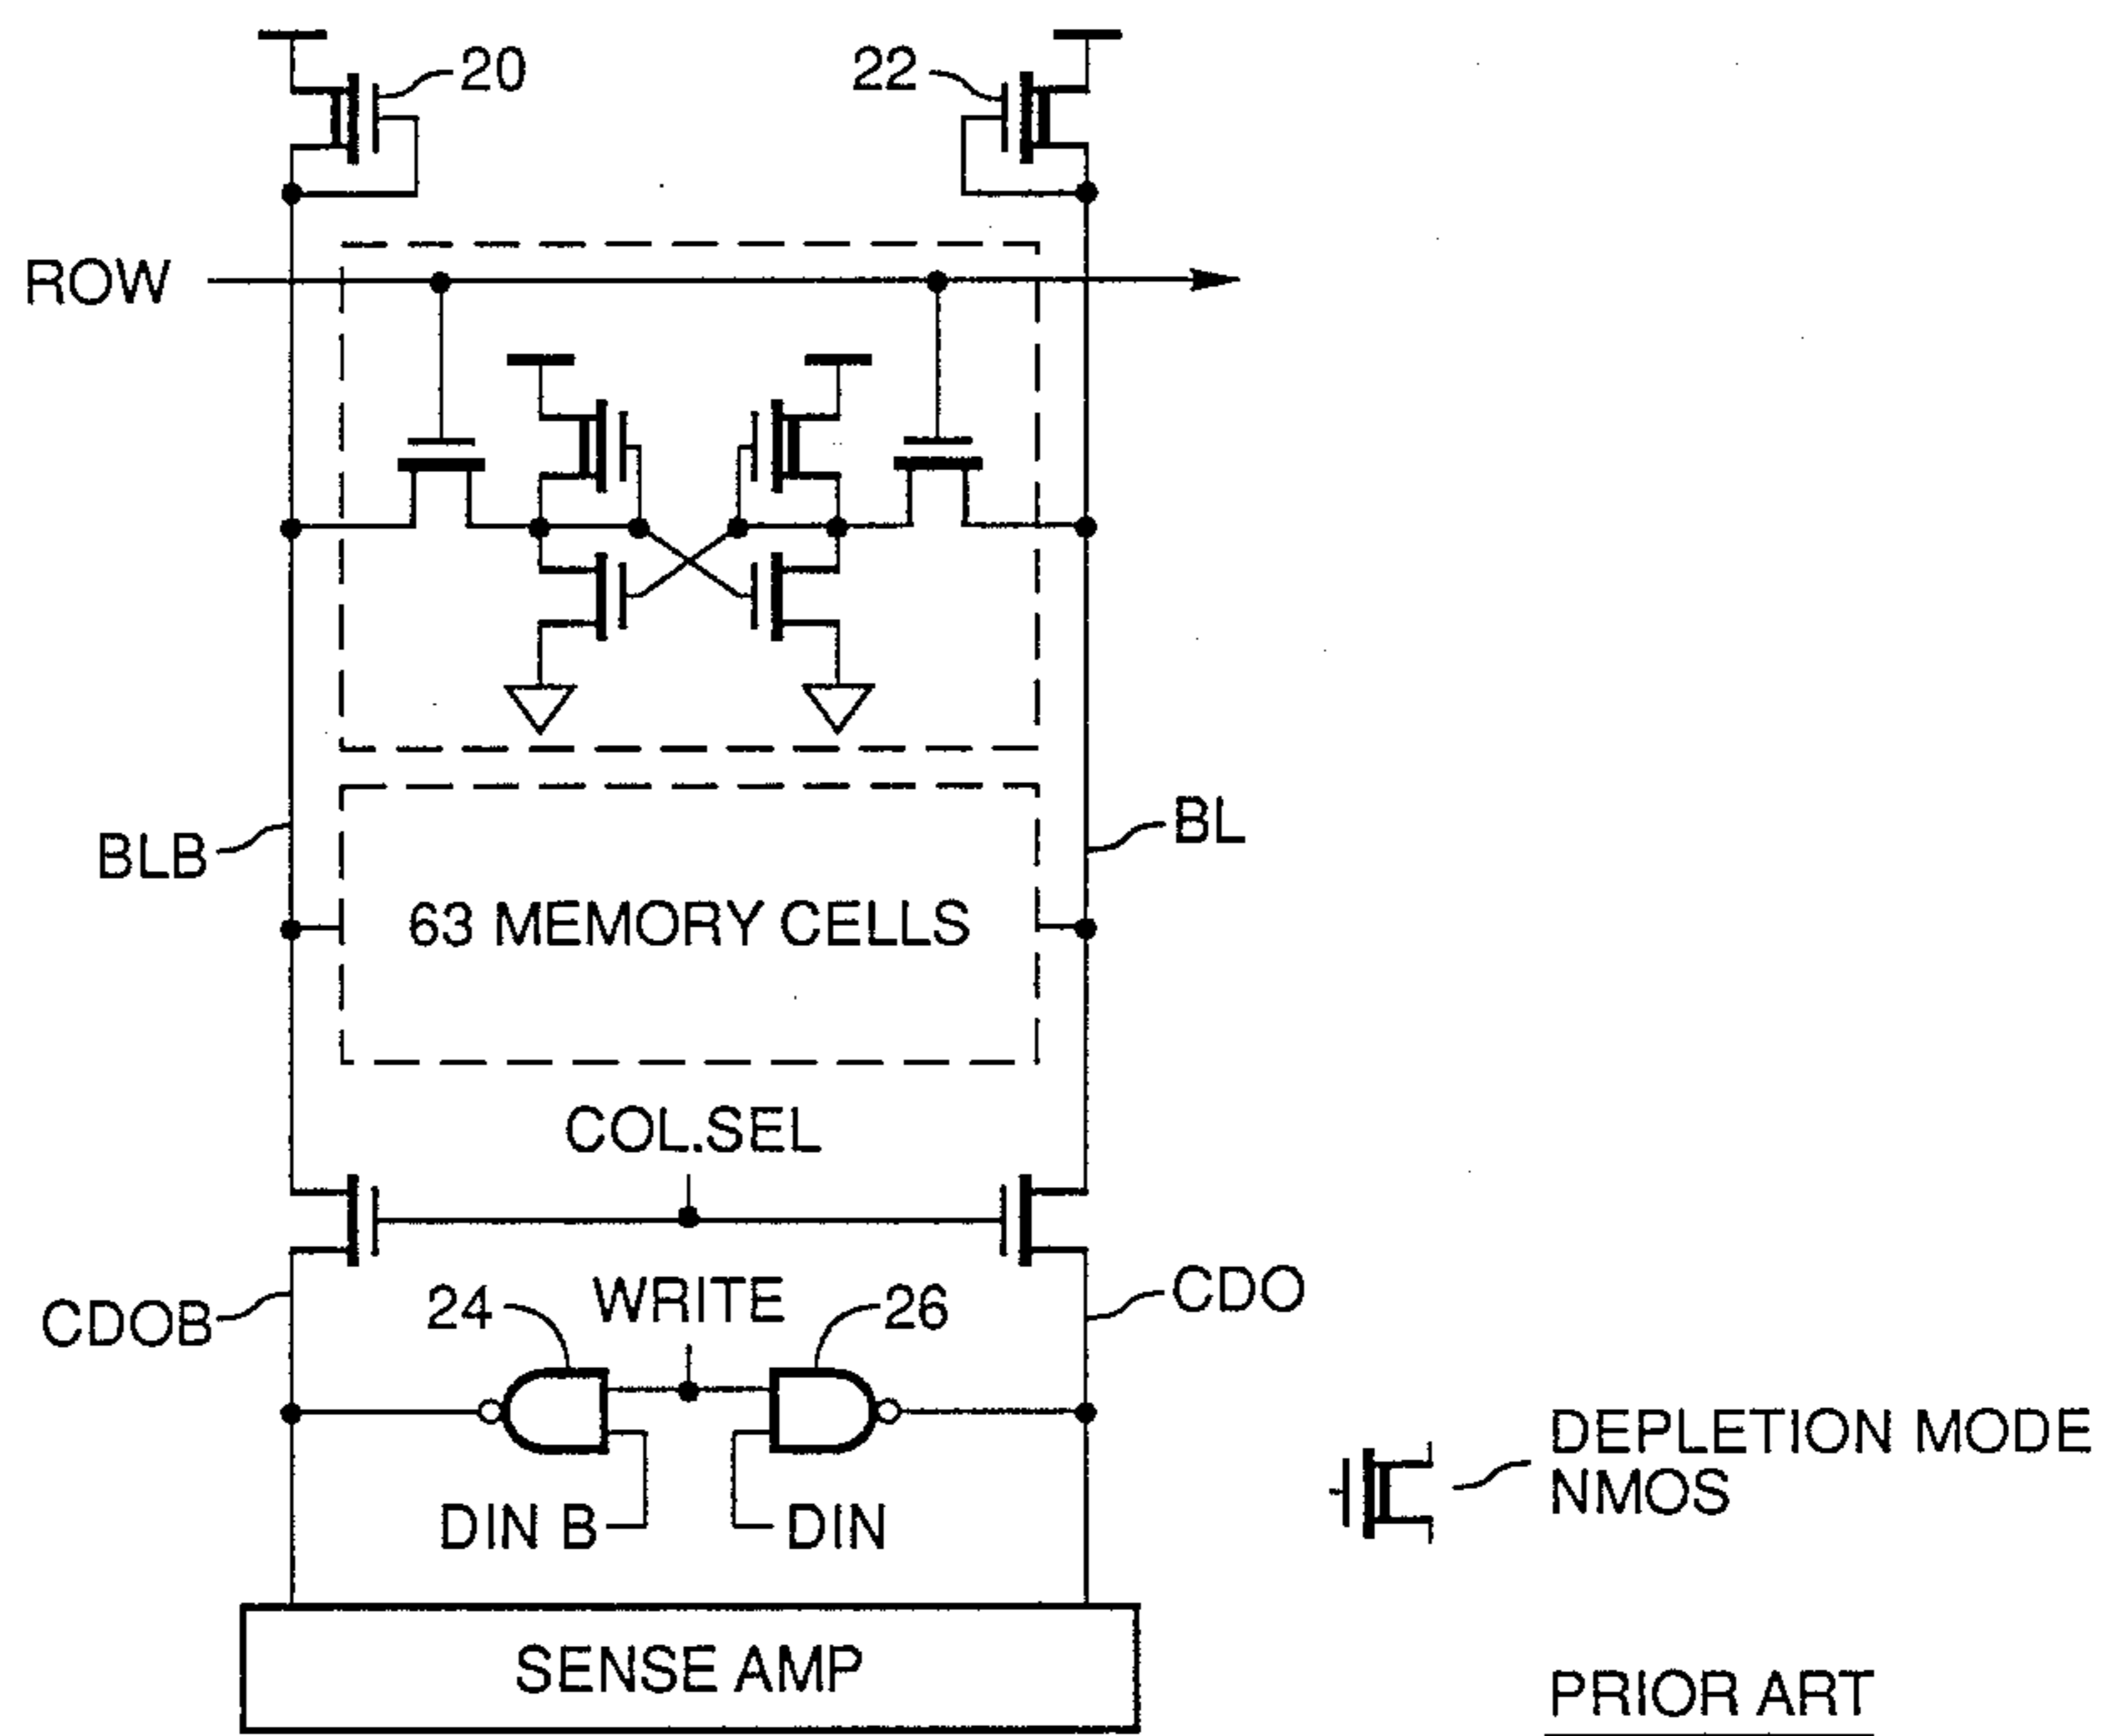 20
22
ROW
BLB
BL
63 MEMORY CELLS
COL.SEL
CDOB
24
WRITE
26
CDO
DIN B
DIN
DEPLETION MODE
NMOS
SENSE AMP
PRIOR ART